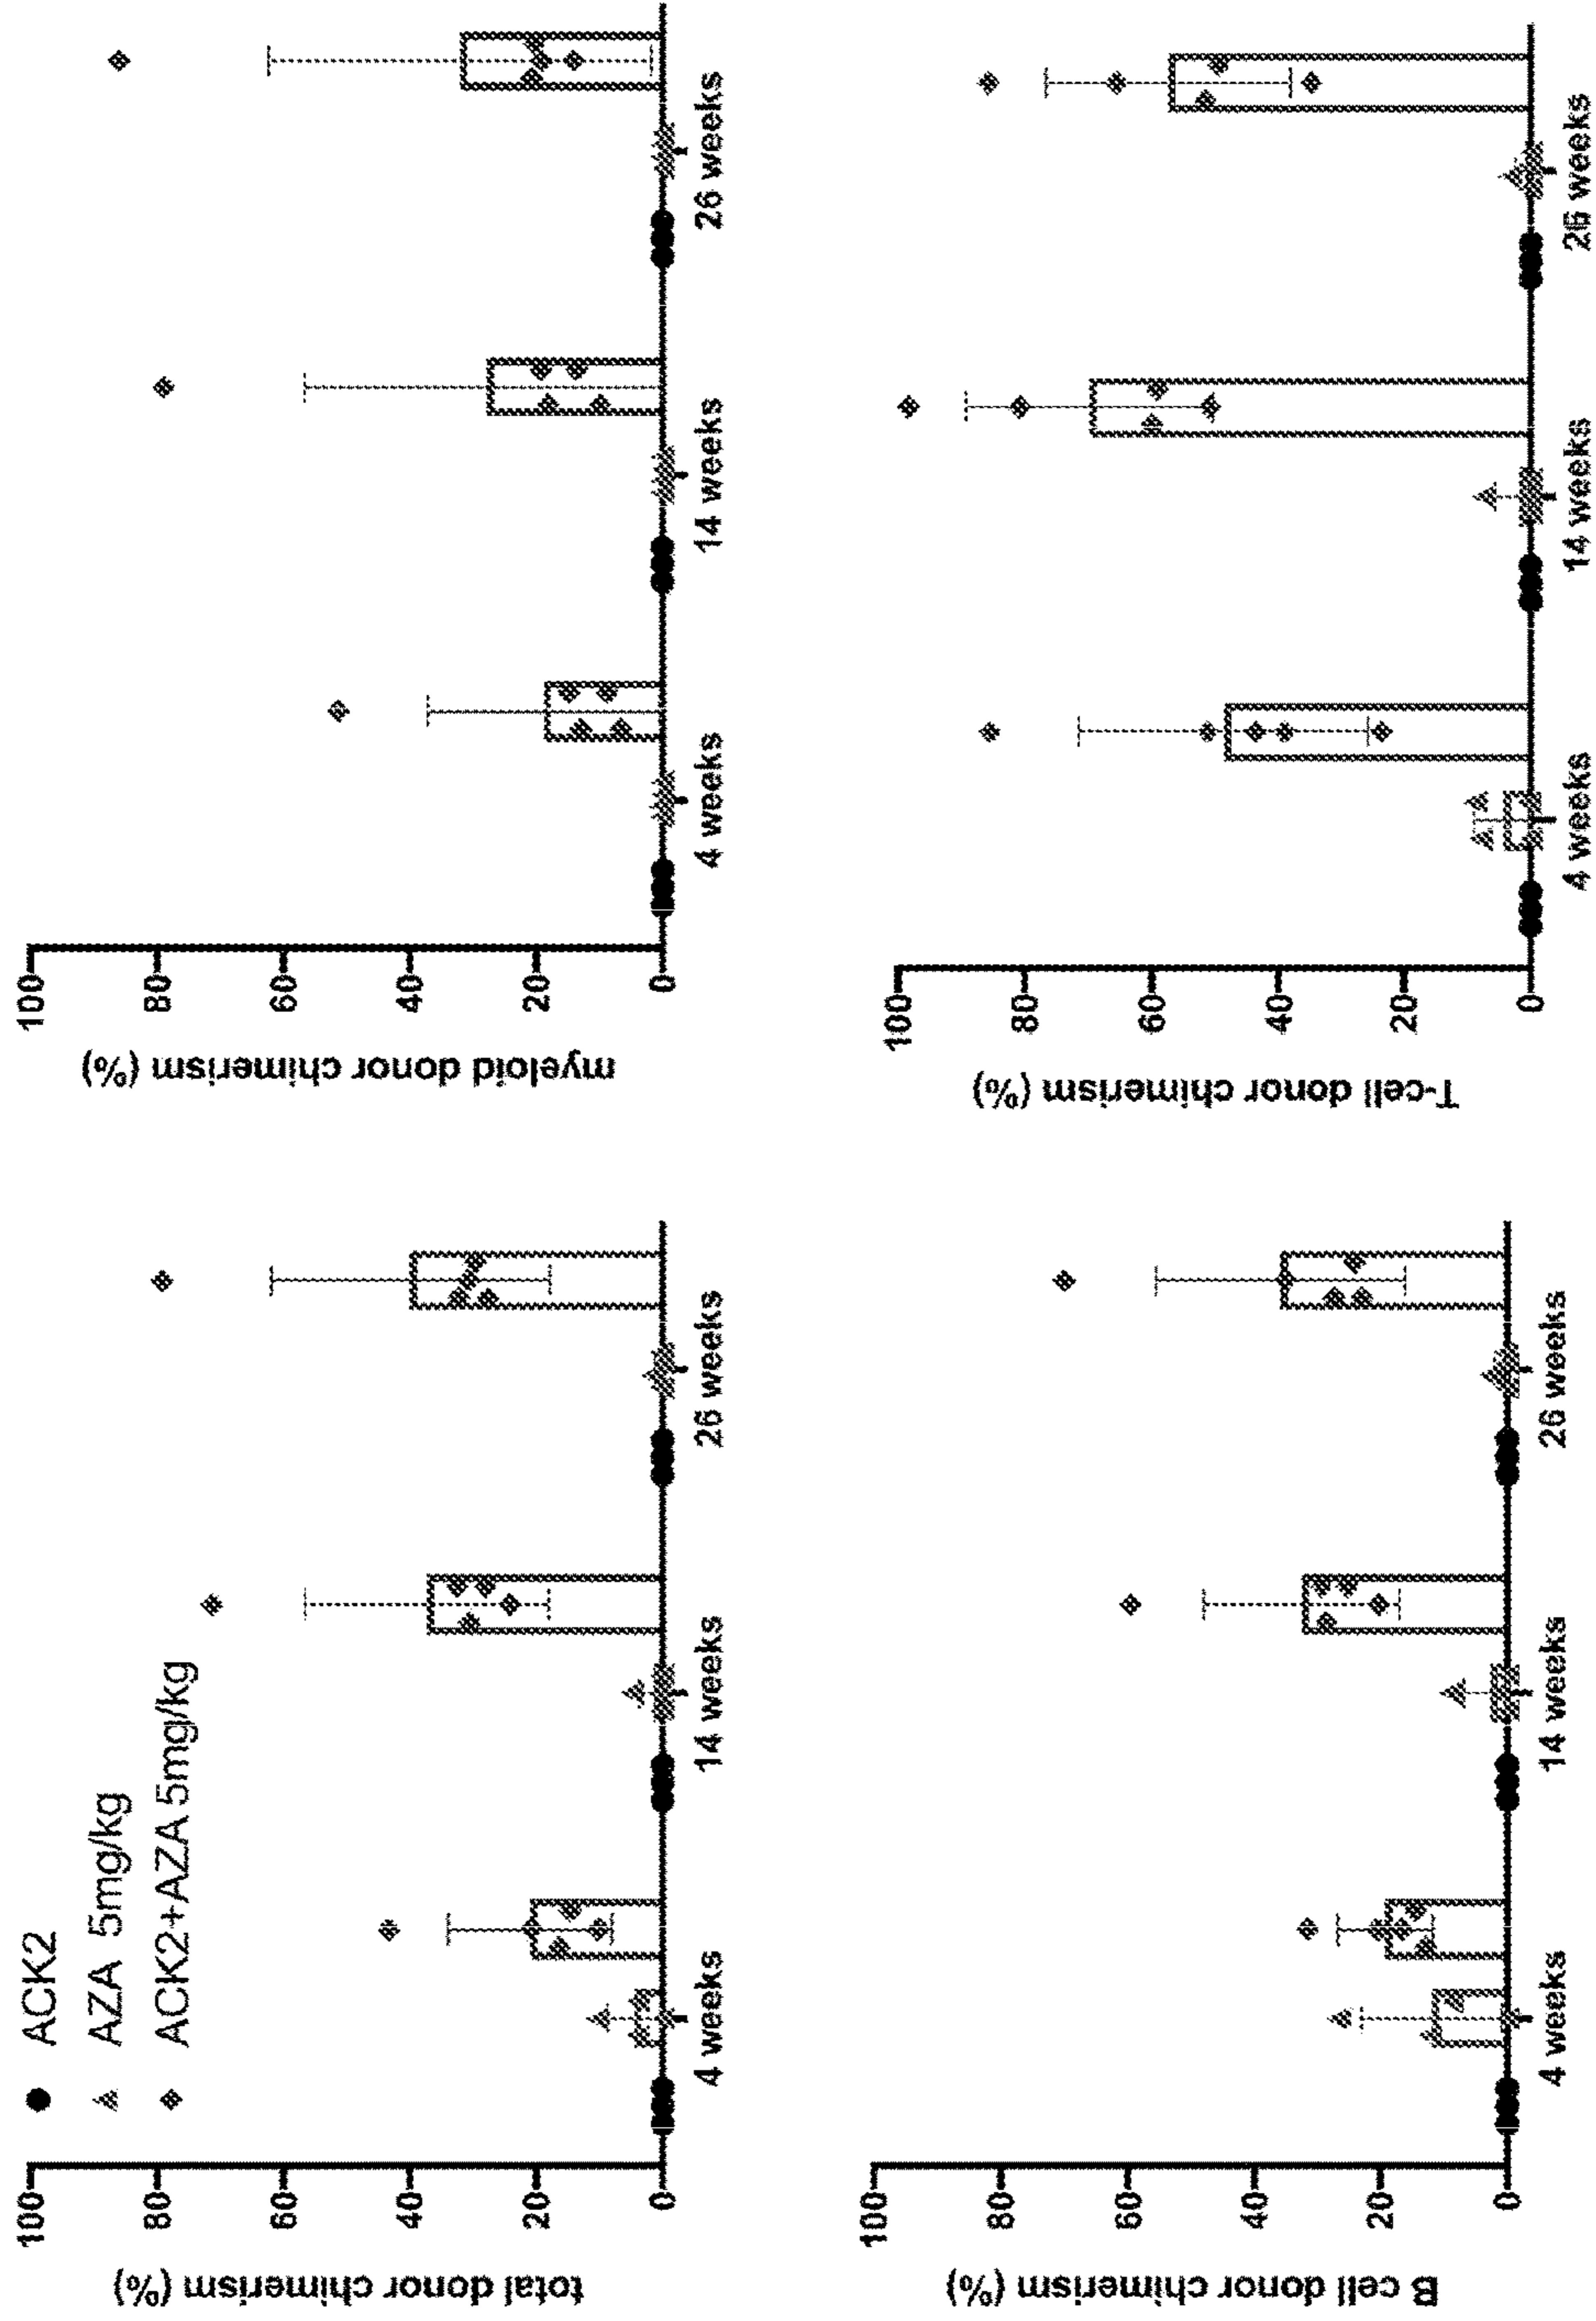 ACK2
AZA 5mg/kg
ACK2+AZA 5mg/kg
total donor chimerism (%)
100
80
60
40
20
0
4 weeks
14 weeks
26 weeks
myeloid donor chimerism (%)
100
80
60
40
20
0
4 weeks
14 weeks
26 weeks
B cell donor chimerism (%)
100
80
60
40
20
0
4 weeks
14 weeks
26 weeks
T-cell donor chimerism (%)
100
80
60
40
20
0
4 weeks
14 weeks
26 weeks